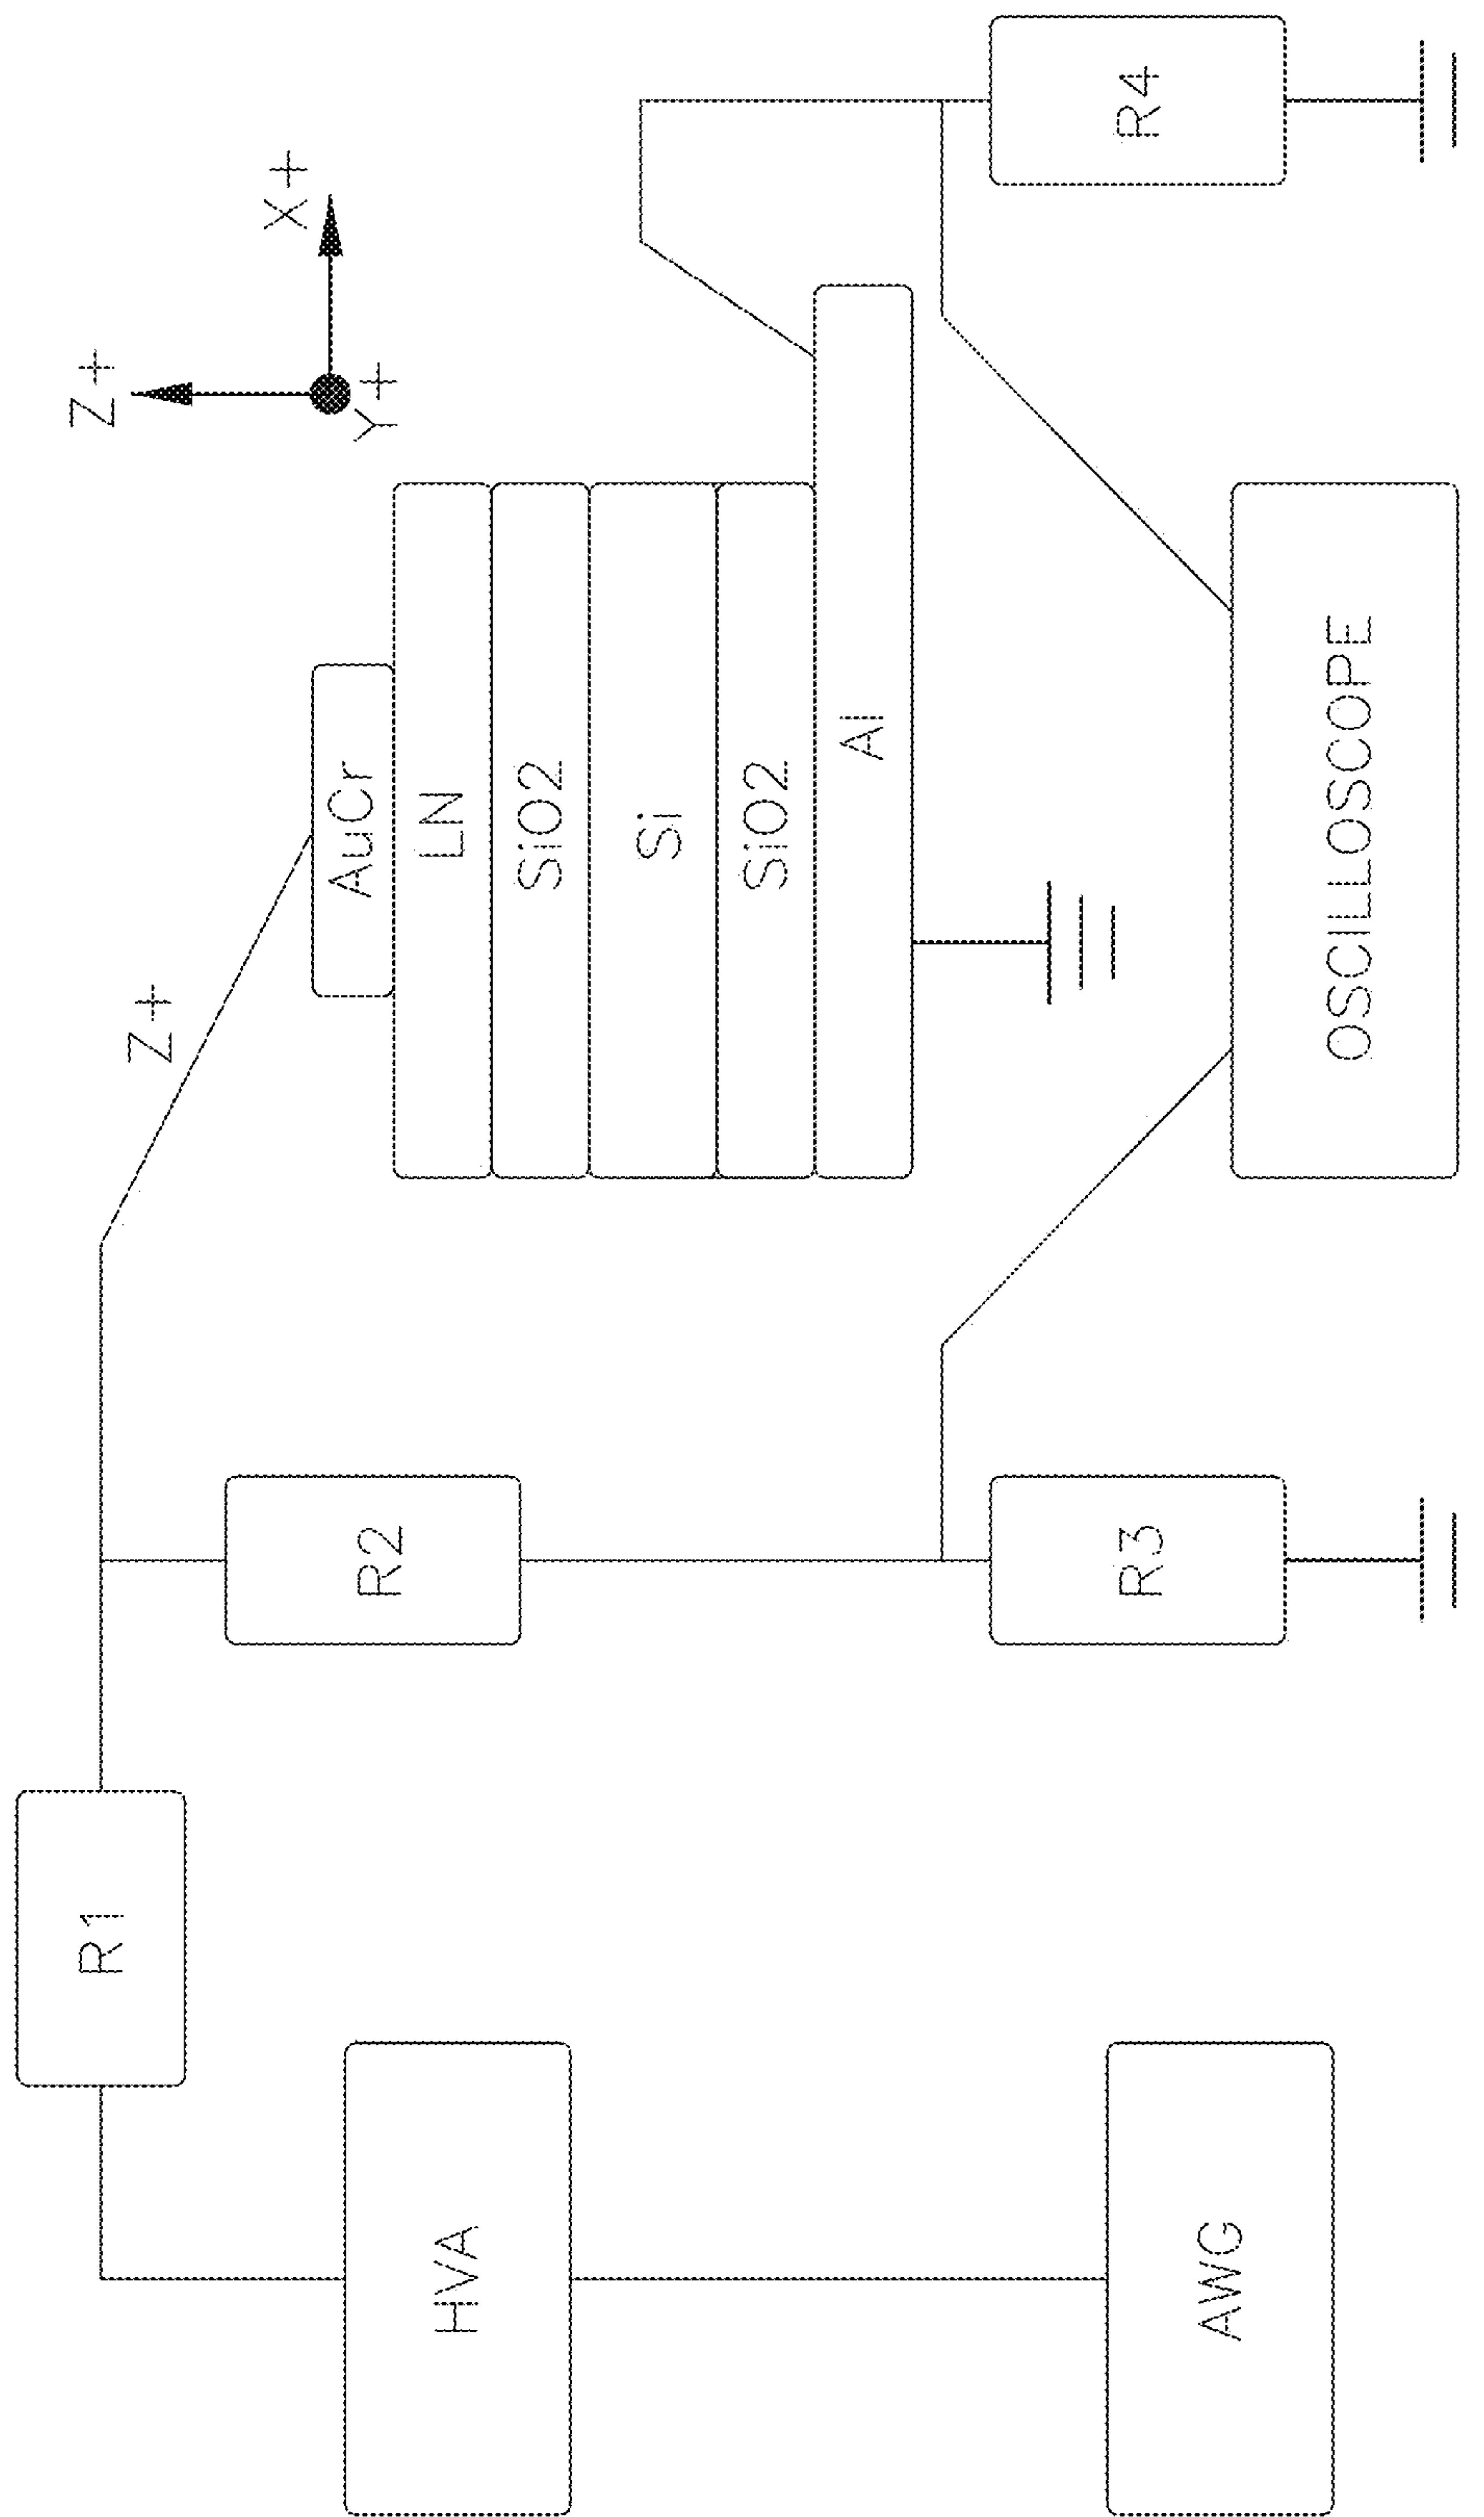 R1
Z+
Z+
X+
R2
AuCr
Y+
HVA
LN
SiO2
Si
SiO2
Al
R3
R4
AWG
OSCILLOSCOPE